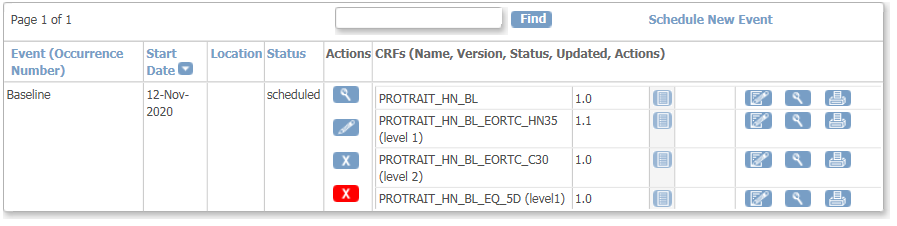 Page 1 of 1
Find
Schedule New Event
Event (Occurrence Number)
Start Date
Location
Status
Actions
CRFs (Name, Version, Status, Updated, Actions)
Baseline
12-Nov-2020
scheduled
X
X
PROTRAIT_HN_BL 1.0
PROTRAIT_HN_BL_EORTC_HN35 1.1
(level 1)
PROTRAIT_HN_BL_EORTC_C30 1.0
(level 2)
PROTRAIT_HN_BL_EQ_5D (level1) 1.0